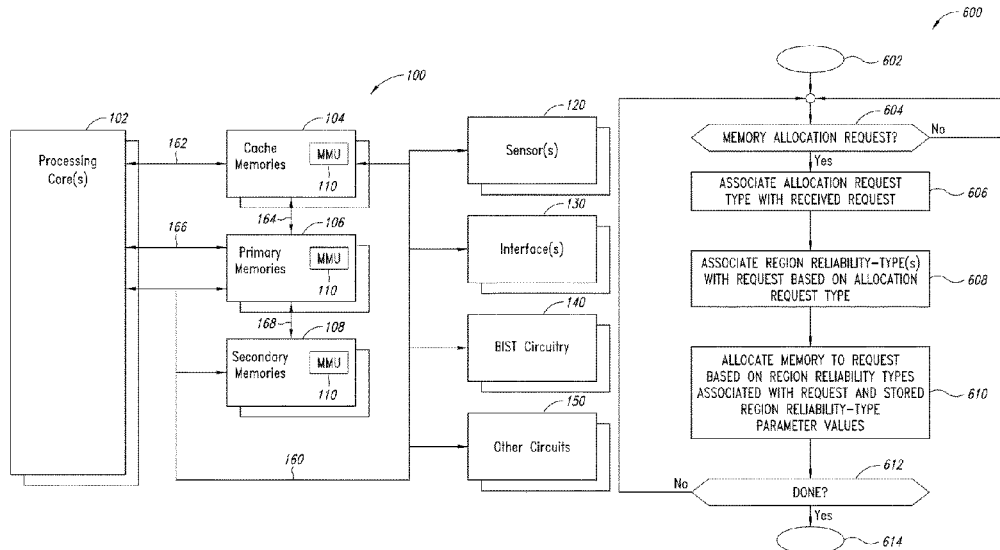 600
602
100
102
Processing
Core(s)
162
104
Cache
Memories
MMU
110
164
166
106
Primary
Memories
MMU
110
168
108
Secondary
Memories
MMU
110
160
120
Sensor(s)
130
Interface(s)
140
BIST Circuitry
150
Other Circuits
604
MEMORY ALLOCATION REQUEST?
No
Yes
ASSOCIATE ALLOCATION REQUEST
TYPE WITH RECEIVED REQUEST
606
ASSOCIATE REGION RELIABILITY-TYPE(s)
WITH REQUEST BASED ON ALLOCATION
REQUEST TYPE
608
ALLOCATE MEMORY TO REQUEST
BASED ON REGION RELIABILITY TYPES
ASSOCIATED WITH REQUEST AND STORED
REGION RELIABILITY-TYPE
PARAMETER VALUES
610
612
No
DONE?
Yes
614